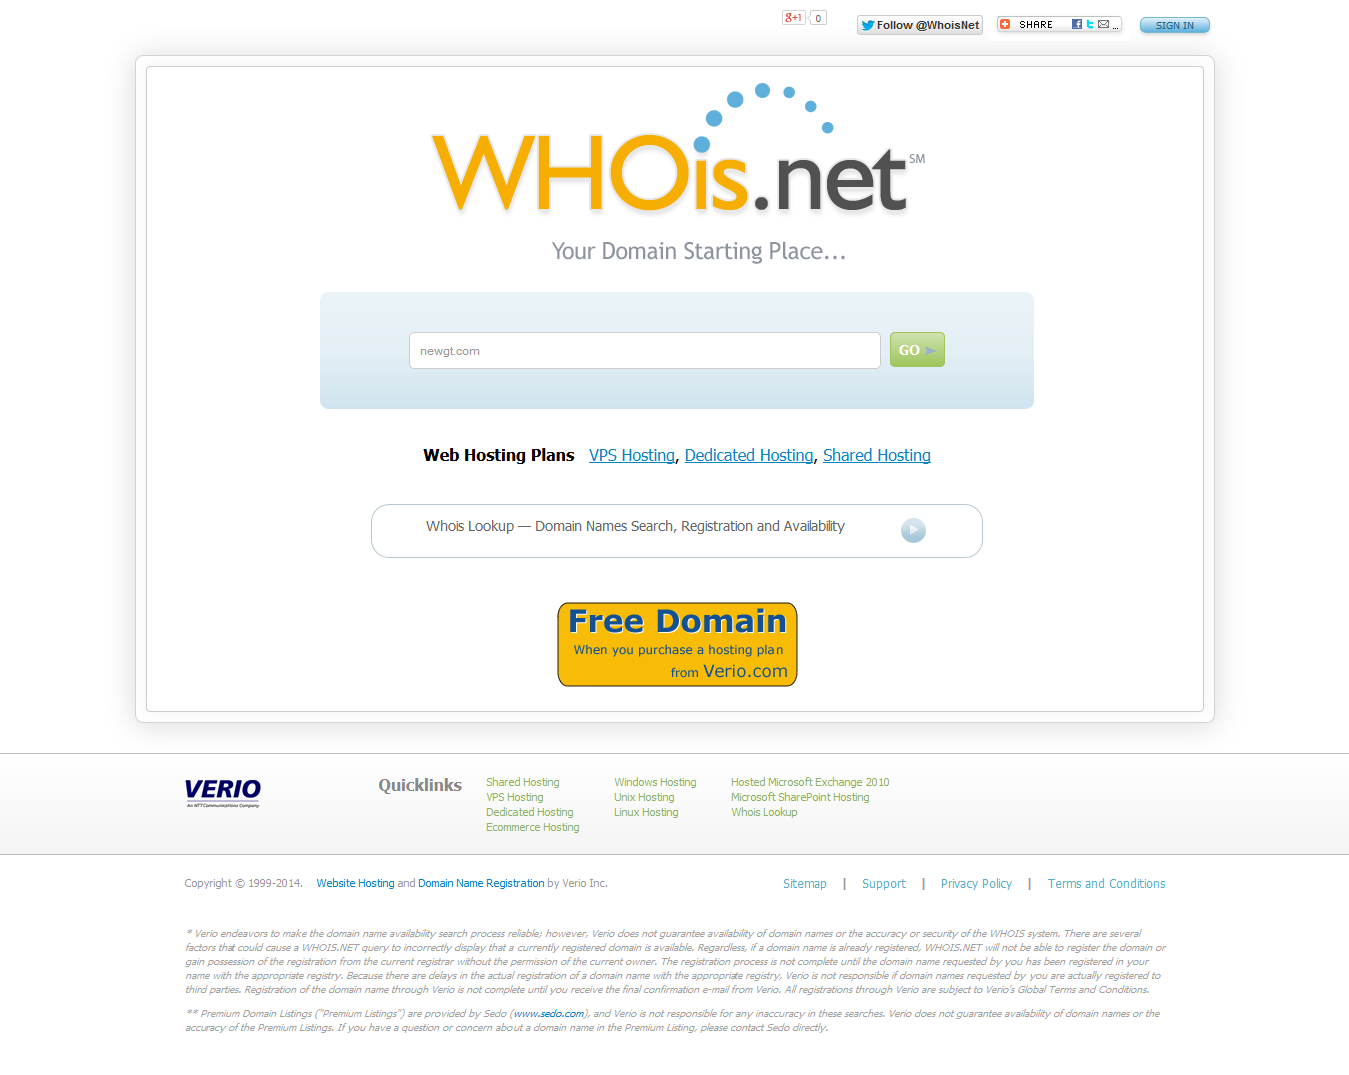 g+1 0
Follow @WhoisNet
SHARE ...
SIGN IN
WHOis.net SM
Your Domain Starting Place...
newgt.com
GO
Web Hosting Plans VPS Hosting, Dedicated Hosting, Shared Hosting
Whois Lookup — Domain Names Search, Registration and Availability
Free Domain
When you purchase a hosting plan
from Verio.com
VERIO
An NTT Communications Company
Quicklinks
Shared Hosting
VPS Hosting
Dedicated Hosting
Ecommerce Hosting
Windows Hosting
Unix Hosting
Linux Hosting
Hosted Microsoft Exchange 2010
Microsoft SharePoint Hosting
Whois Lookup
Copyright © 1999-2014. Website Hosting and Domain Name Registration by Verio Inc.
Sitemap | Support | Privacy Policy | Terms and Conditions
* Verio endeavors to make the domain name availability search process reliable; however, Verio does not guarantee availability of domain names or the accuracy or security of the WHOIS system. There are several
factors that could cause a WHOIS.NET query to incorrectly display that a currently registered domain is available. Regardless, if a domain name is already registered, WHOIS.NET will not be able to register the domain or
gain possession of the registration from the current registrar without the permission of the current owner. The registration process is not complete until the domain name requested by you has been registered in your
name with the appropriate registry. Because there are delays in the actual registration of a domain name with the appropriate registry, Verio is not responsible if domain names requested by you are actually registered to
third parties. Registration of the domain name through Verio is not complete until you receive the final confirmation e-mail from Verio. All registrations through Verio are subject to Verio's Global Terms and Conditions.
** Premium Domain Listings ("Premium Listings") are provided by Sedo (www.sedo.com), and Verio is not responsible for any inaccuracy in these searches. Verio does not guarantee availability of domain names or the
accuracy of the Premium Listings. If you have a question or concern about a domain name in the Premium Listing, please contact Sedo directly.